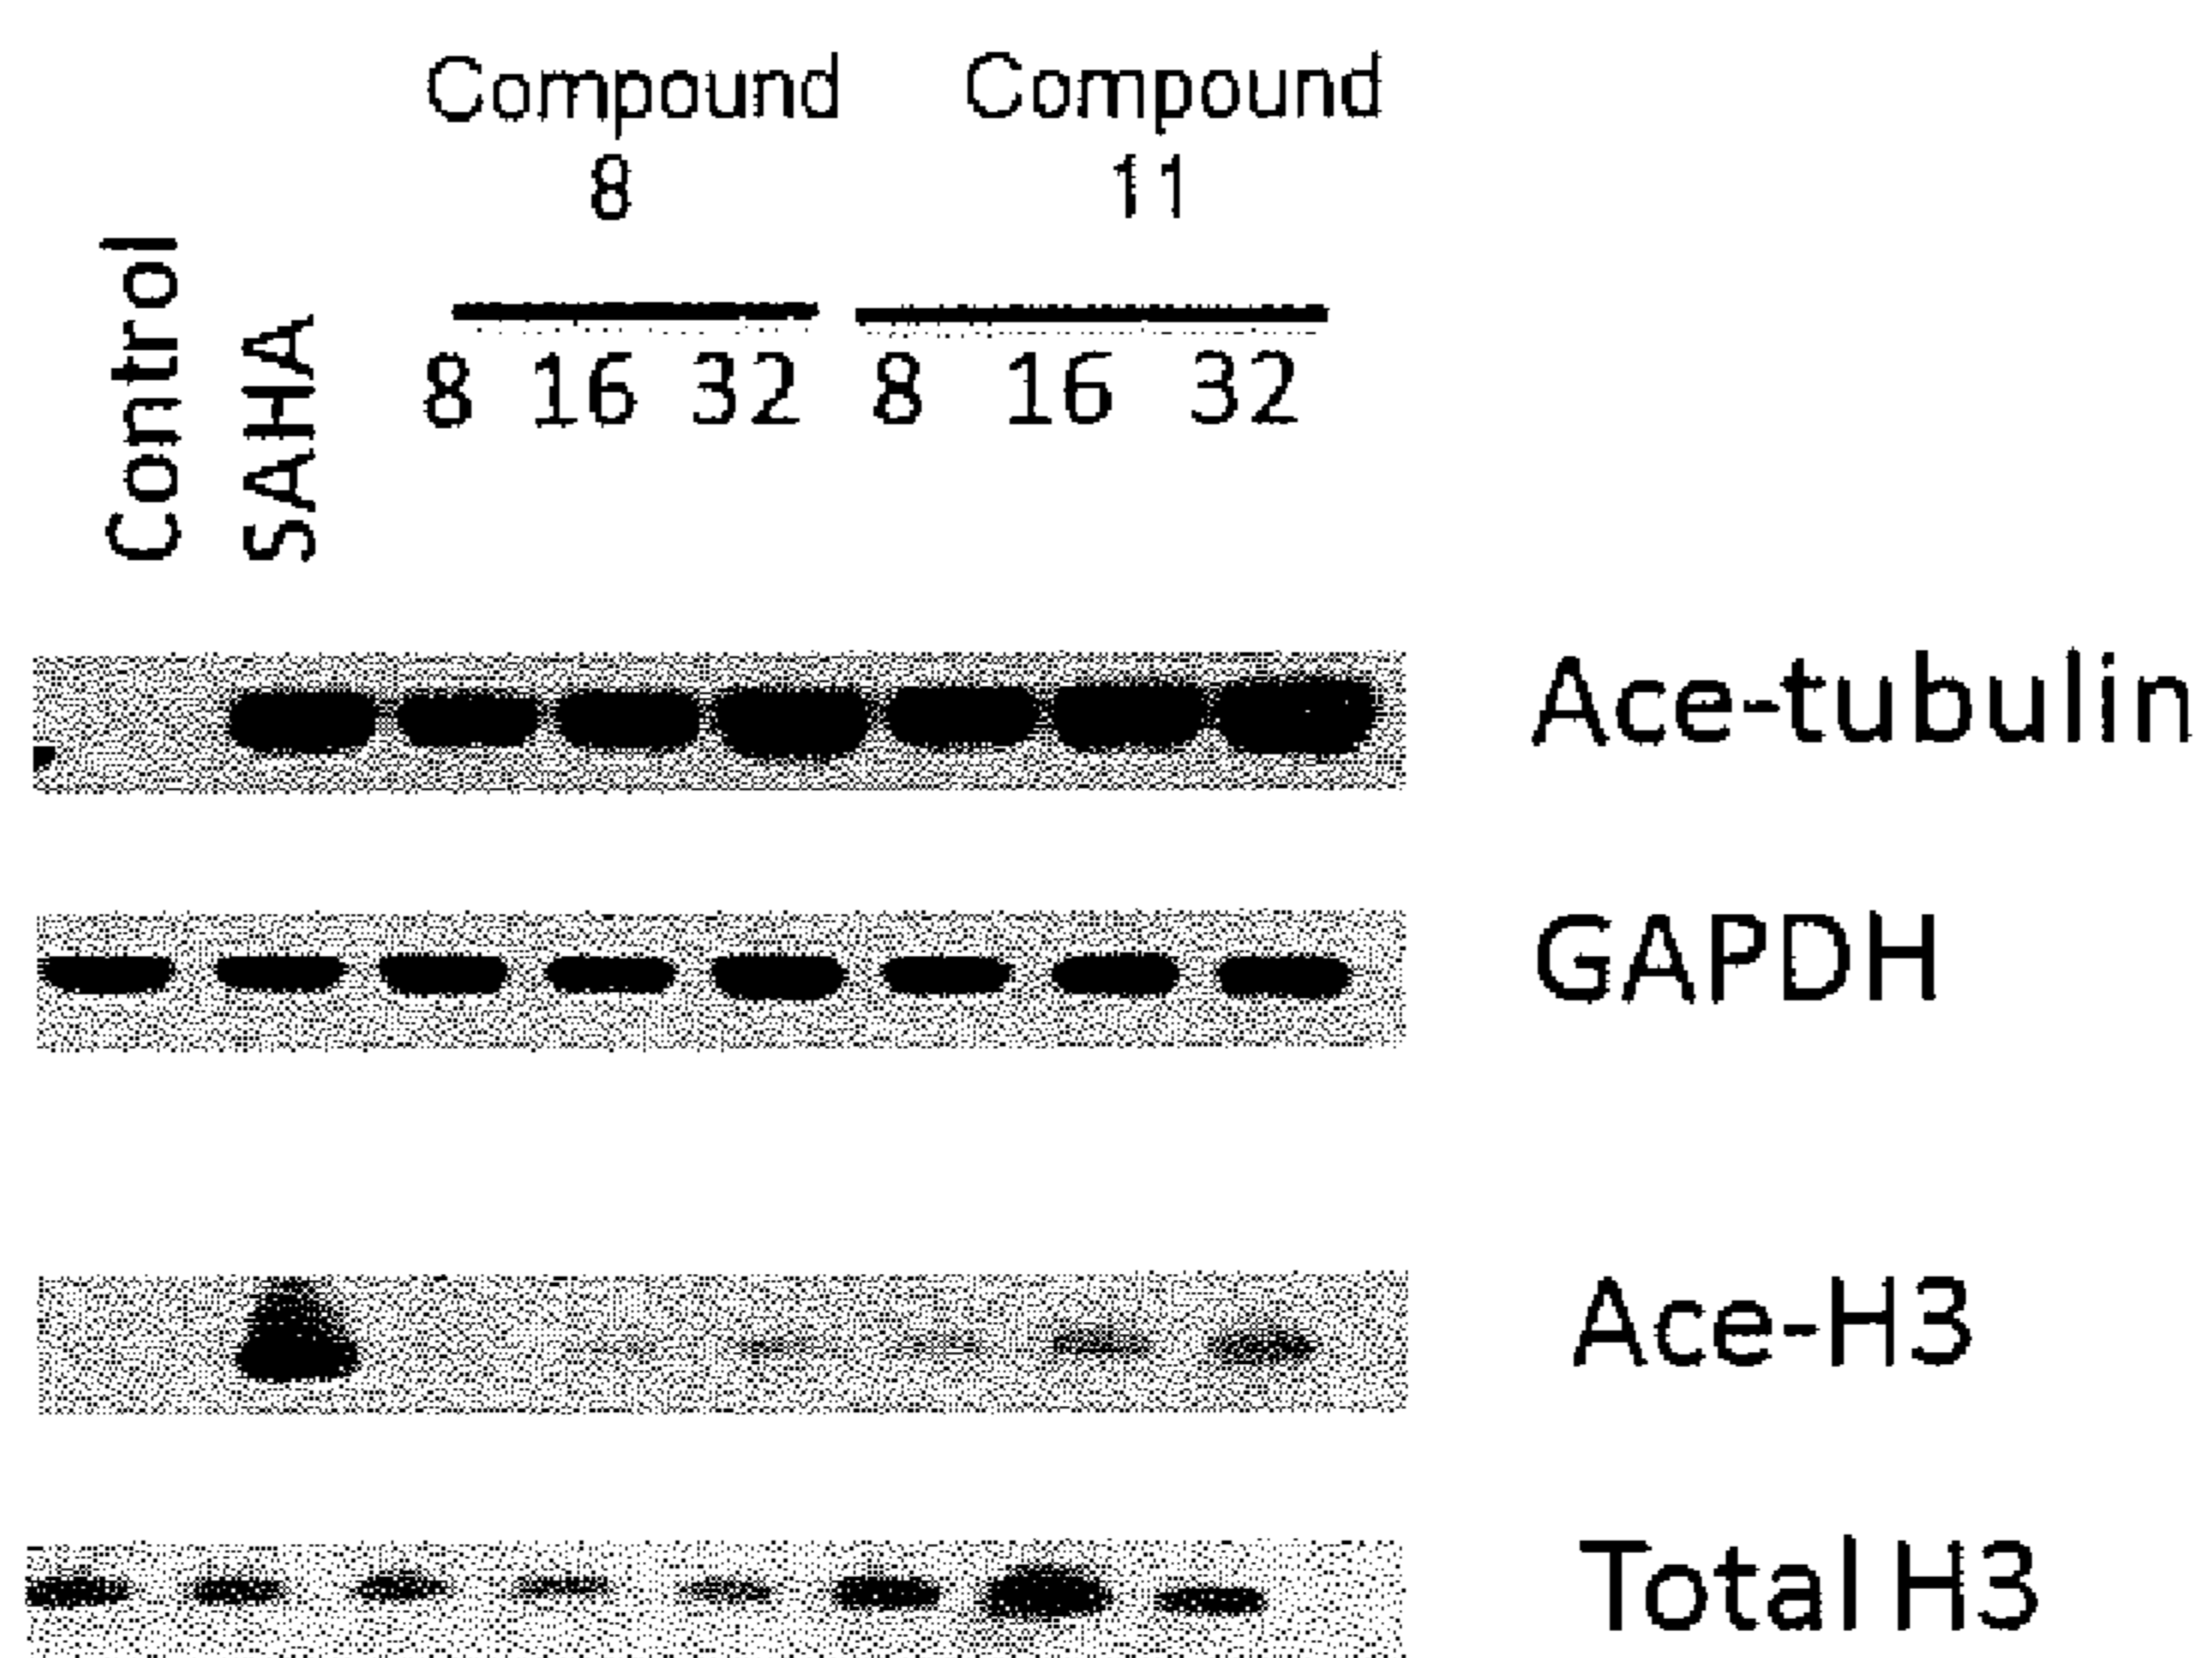 Compound Compound
8 11
Control
SAHA
8 16 32 8 16 32
Ace-tubulin
GAPDH
Ace-H3
Total H3